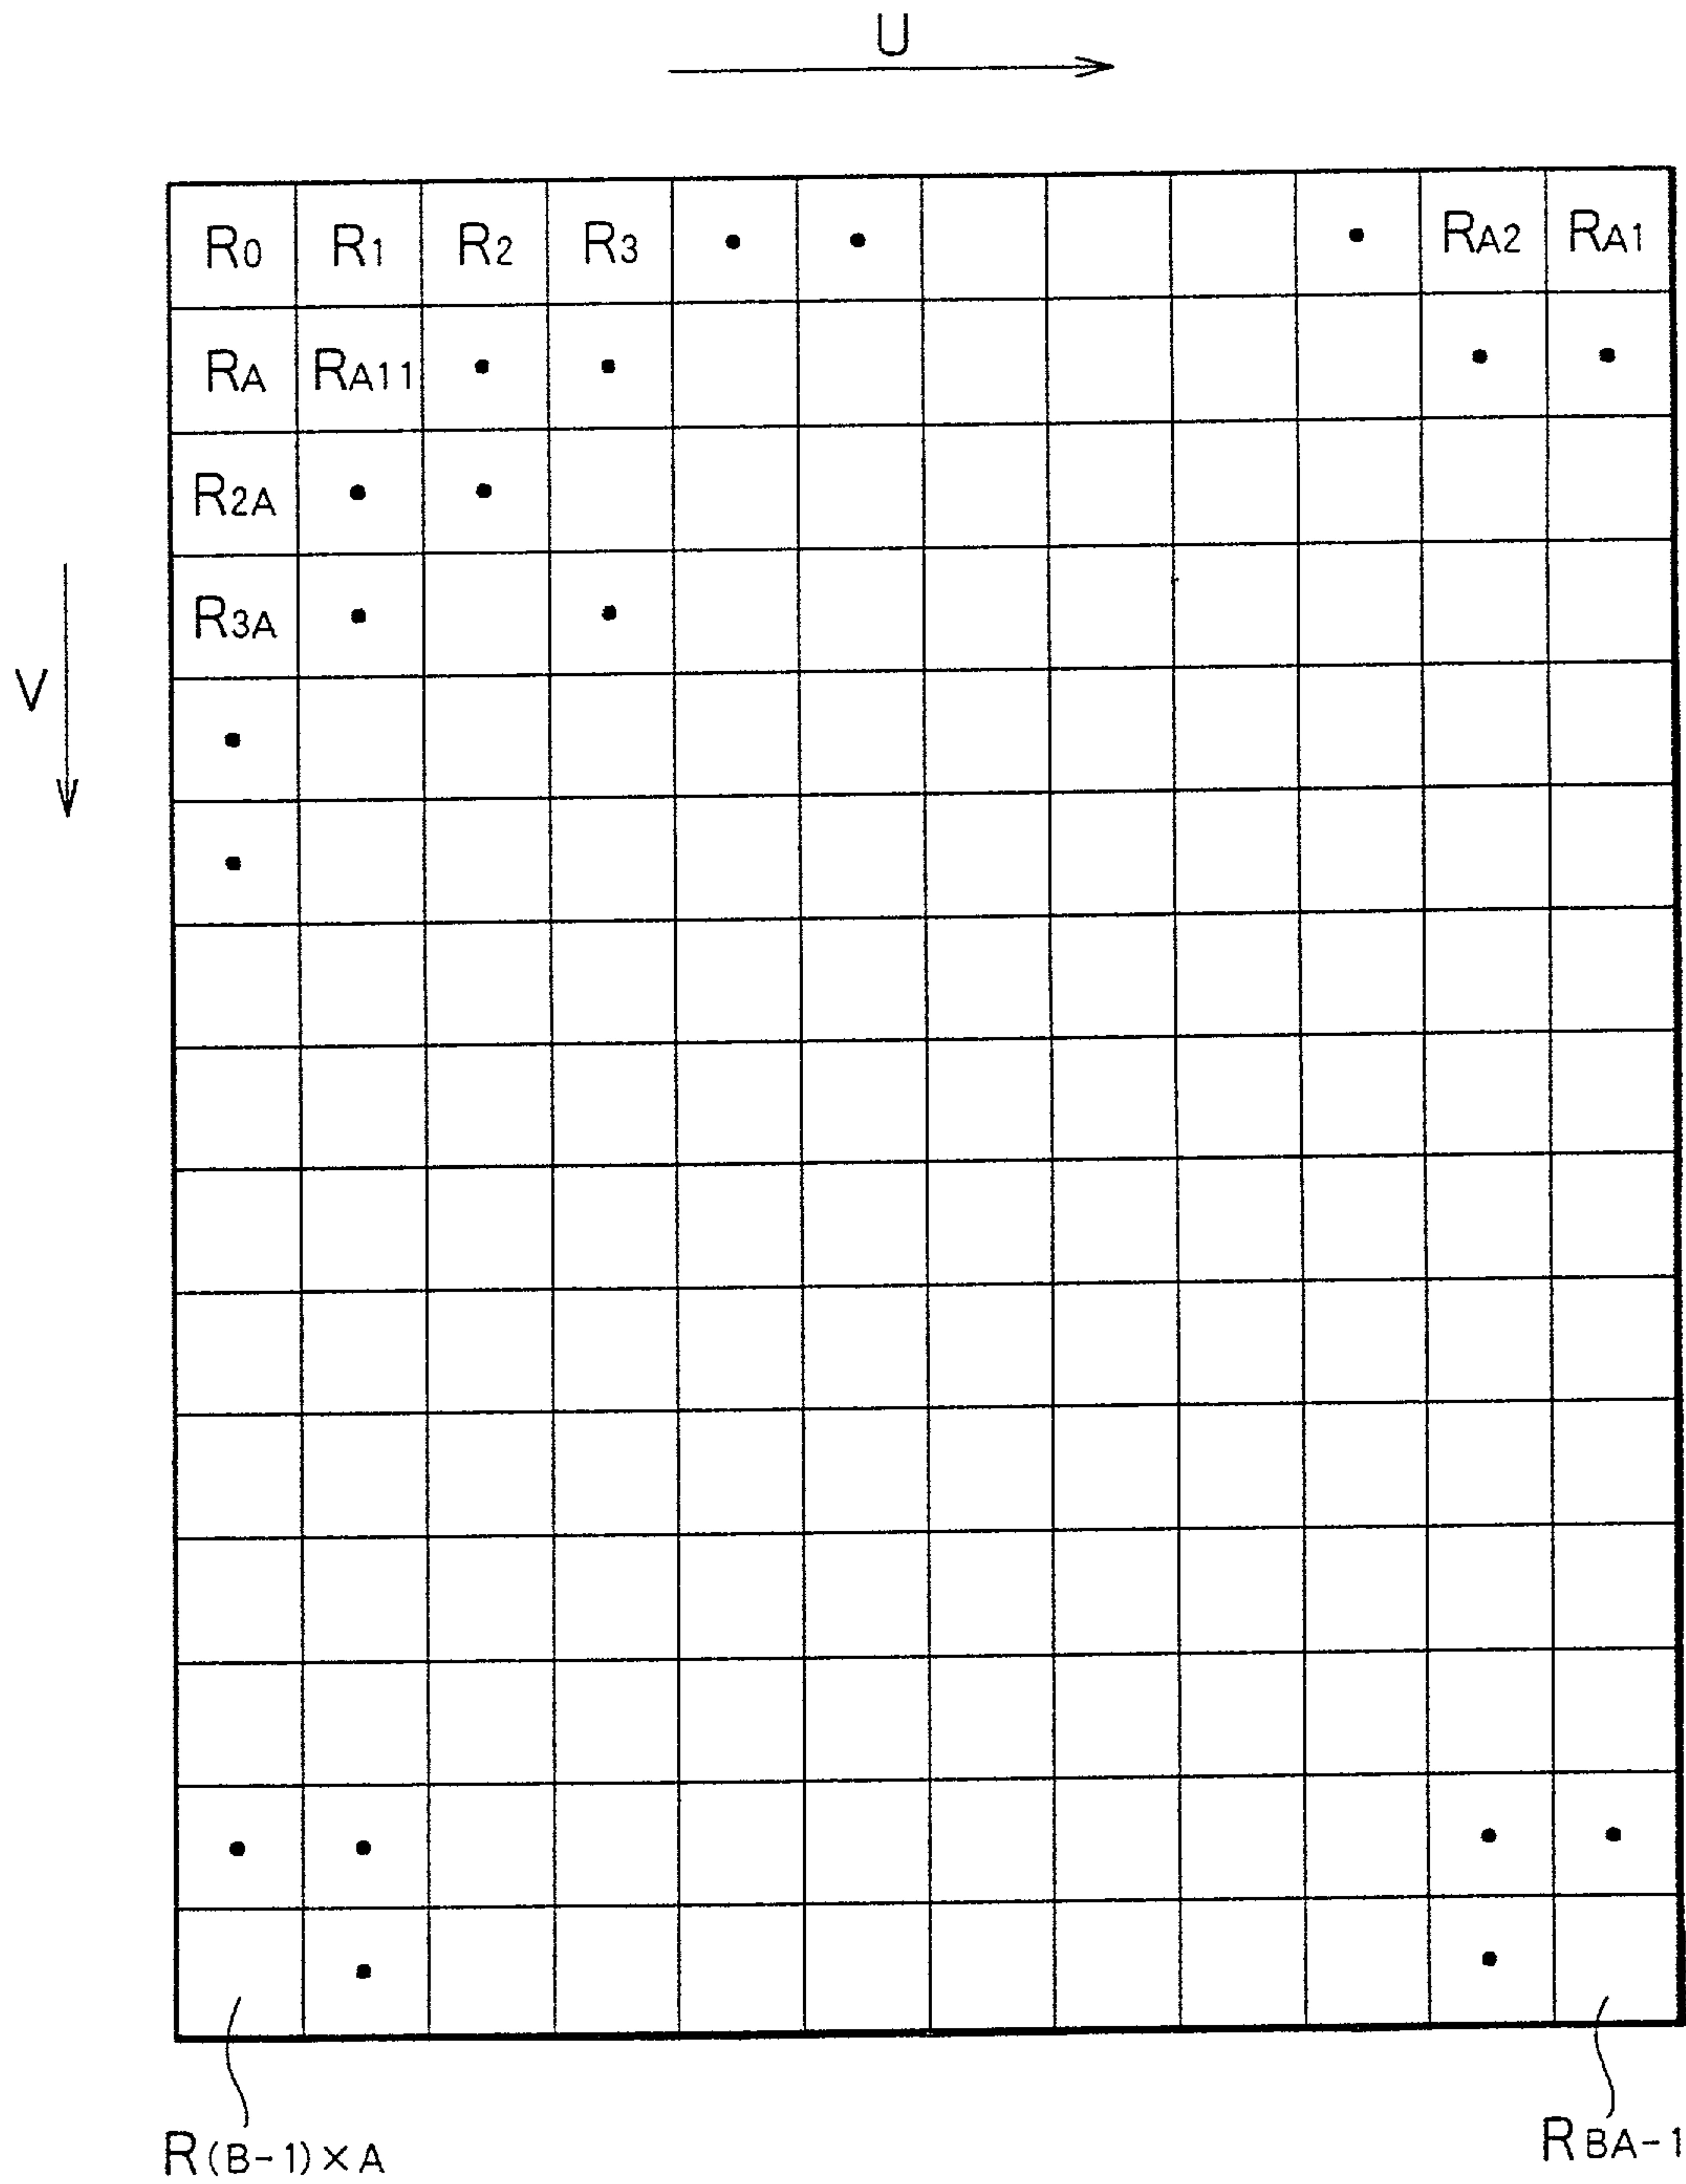 U
R0 R1 R2 R3 • • • RA2 RA1
RA RA11 • • • •
R2A • •
R3A • •
V
•
•
• • • •
• •
R(B-1)×A RBA-1